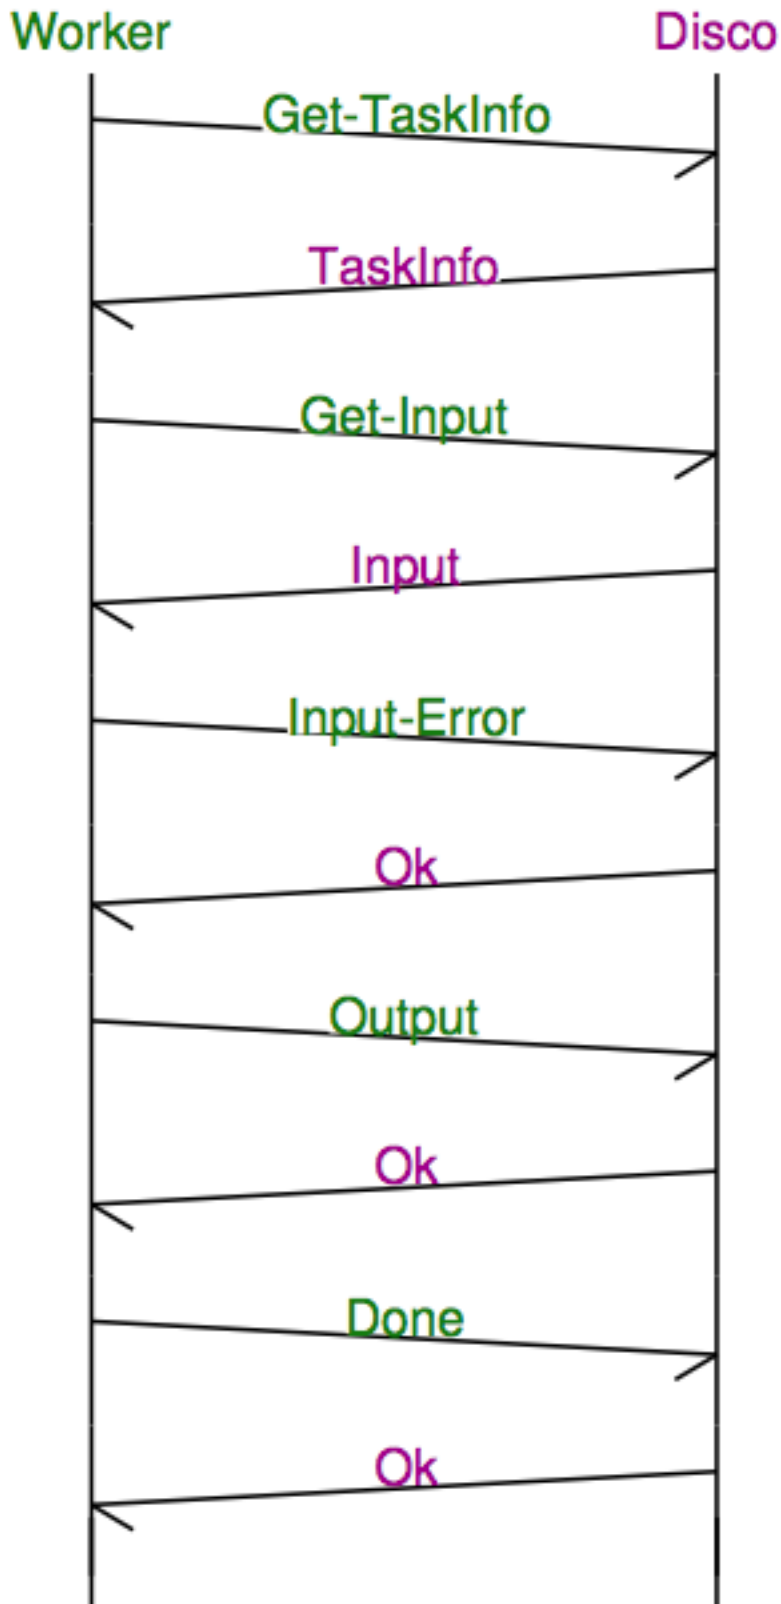 Worker
Disco
Get-TaskInfo
TaskInfo
Get-Input
Input
Input-Error
Ok
Output
Ok
Done
Ok